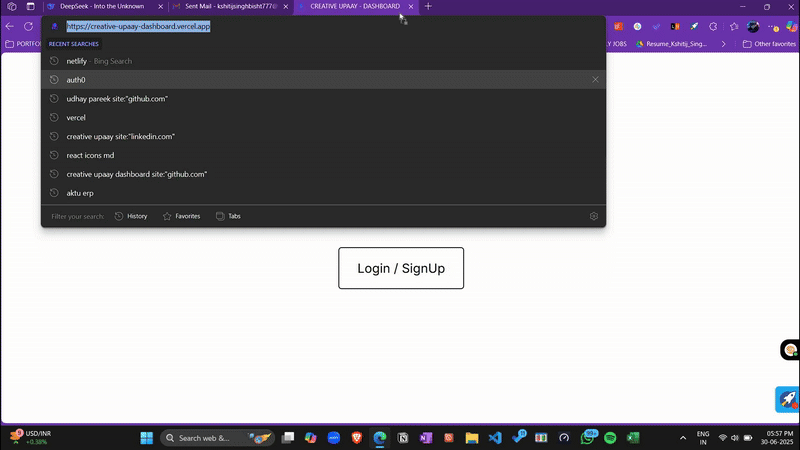 DeepSeek - Into the Unknown
Sent Mail - kshitijsinghbisht777@
CREATIVE UPAAY - DASHBOARD
https://creative-upaay-dashboard.vercel.app
PORTFO
LY JOBS
Resume_Kshitij_Sing...
Other favorites
RECENT SEARCHES
netlify - Bing Search
auth0
udhay pareek site:"github.com"
vercel
creative upaay site:"linkedin.com"
react icons md
creative upaay dashboard site:"github.com"
aktu erp
Filter your search:
History
Favorites
Tabs
Login / SignUp
USD/INR
+0.38%
Search web &...
99+
ENG
IN
05:57 PM
30-06-2025